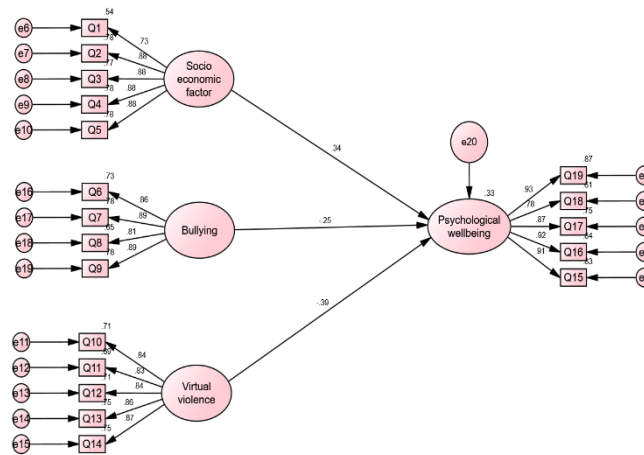 .54
e6 Q1
.78
e7 Q2
.77
e8 Q3
.78
e9 Q4
.78
e10 Q5
.73
.88
.88
.88
.88
Socio
economic
factor
.34
e20
.73
e16 Q6
.78
e17 Q7
.65
e18 Q8
.78
e19 Q9
.86
.89
.81
.89
Bullying
-.25
.33
Psychological
wellbeing
.93
.78
.87
.92
.91
.87
Q19 e
.61
Q18 e
.75
Q17 e
.84
Q16 e
.83
Q15 e
.71
e11 Q10
.69
e12 Q11
.71
e13 Q12
.75
e14 Q13
.75
e15 Q14
.84
.83
.84
.86
.87
Virtual
violence
-.39